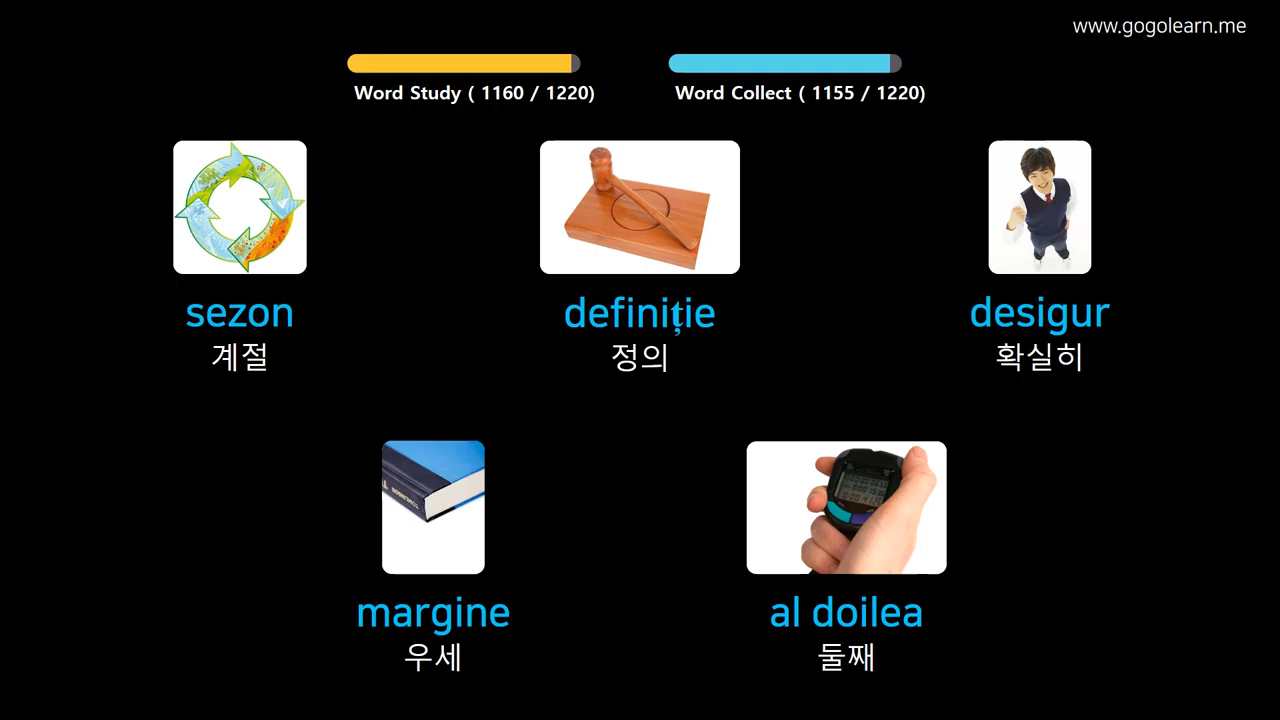 www.gogolearn.me
Word Study ( 1160 / 1220)
Word Collect ( 1155 / 1220)
sezon
계절
definiție
정의
desigur
확실히
margine
우세
al doilea
둘째